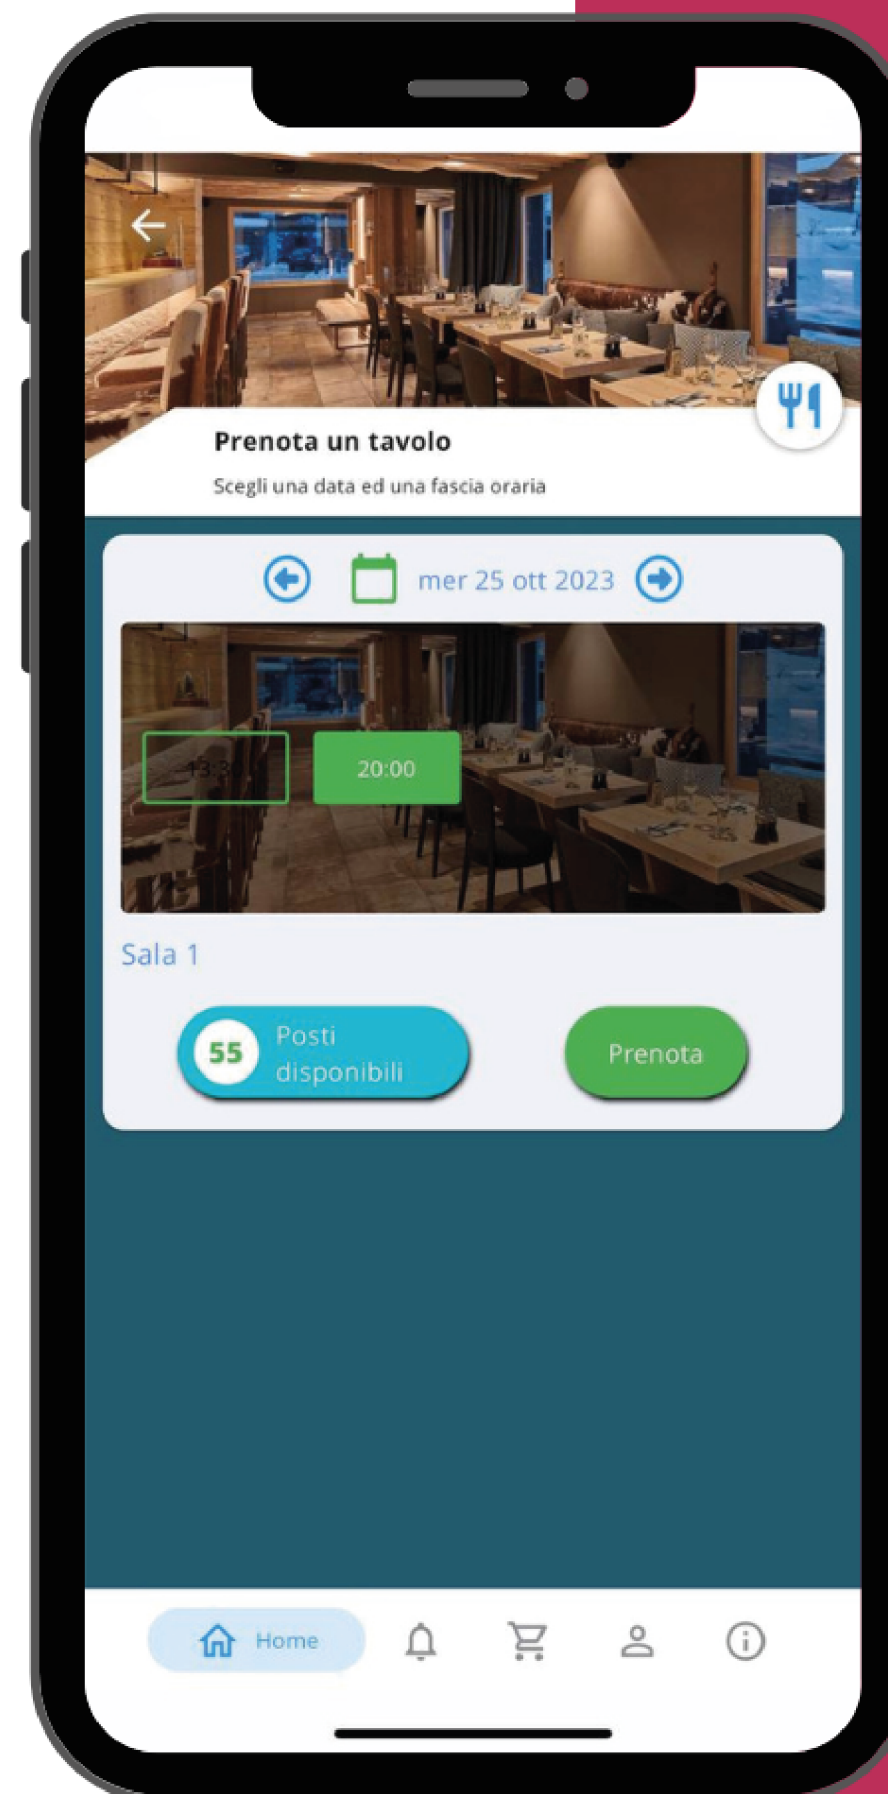 Prenota un tavolo
Scegli una data ed una fascia oraria
mer 25 ott 2023
20:00
Sala 1
55
Posti
disponibili
Prenota
Home